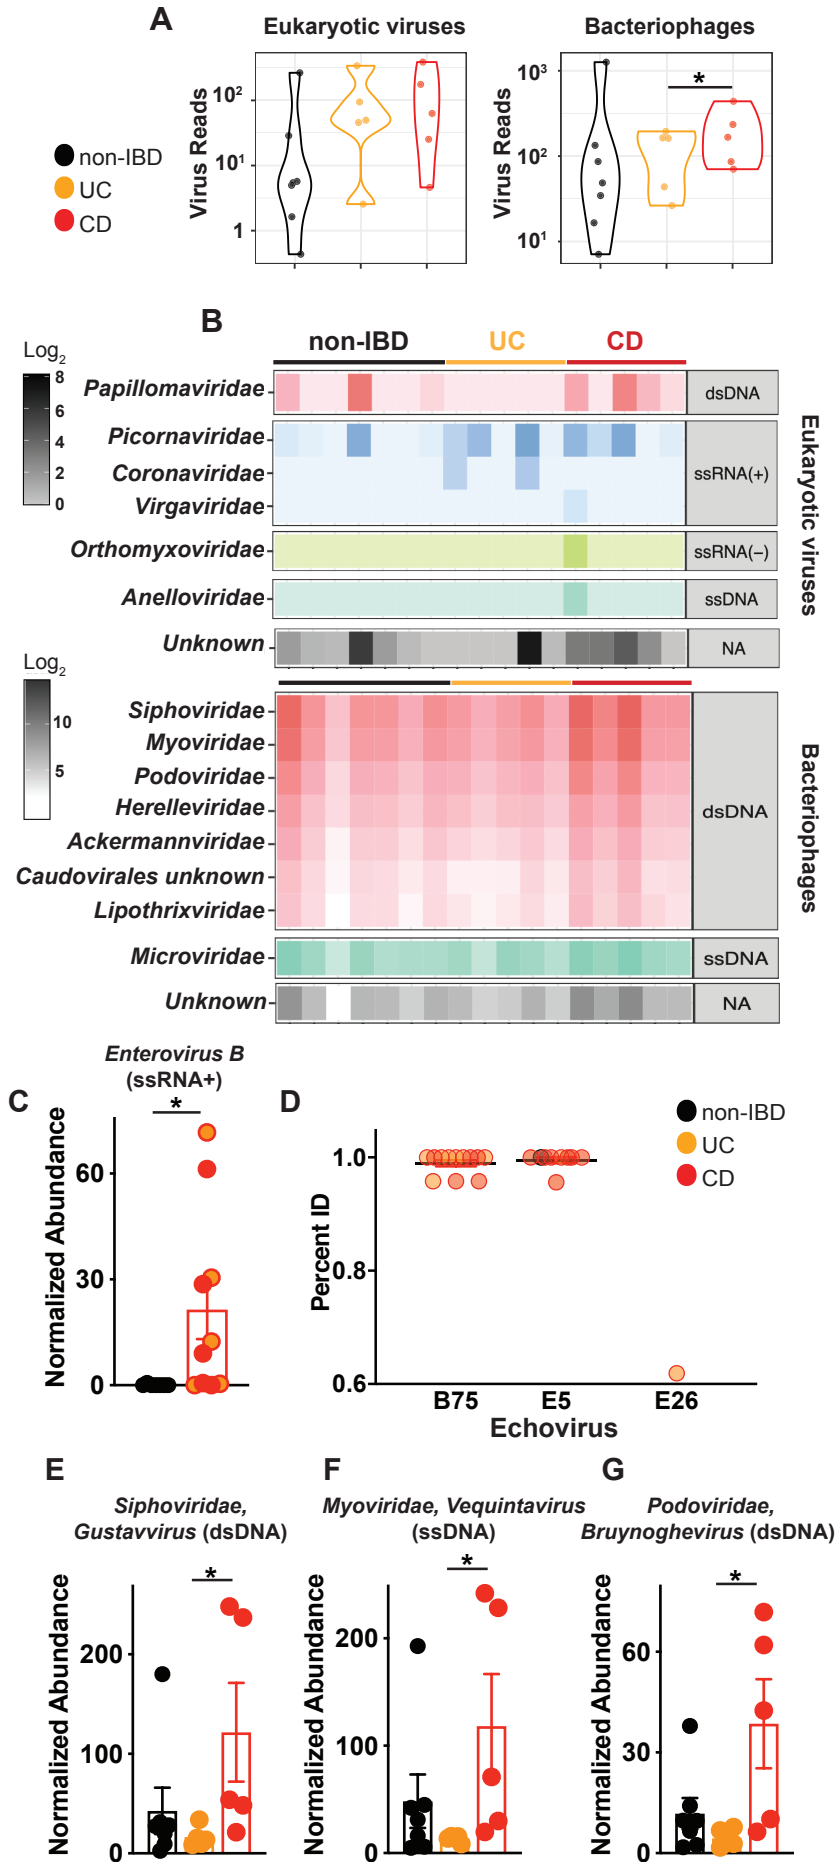 A
Eukaryotic viruses
Bacteriophages
non-IBD
UC
CD
Virus Reads
10²
10¹
1
Virus Reads
10³
10²
10¹
*
B
non-IBD
UC
CD
Log₂
8
6
4
2
0
Papillomaviridae
dsDNA
Picornaviridae
Coronaviridae
Virgaviridae
ssRNA(+)
Orthomyxoviridae
ssRNA(−)
Anelloviridae
ssDNA
Unknown
NA
Eukaryotic viruses
Log₂
10
5
Siphoviridae
Myoviridae
Podoviridae
Herelleviridae
Ackermannviridae
Caudovirales unknown
Lipothrixviridae
dsDNA
Microviridae
ssDNA
Unknown
NA
Bacteriophages
C
Enterovirus B
(ssRNA+)
*
Normalized Abundance
60
30
0
D
non-IBD
UC
CD
Percent ID
1.0
0.8
0.6
B75
E5
E26
Echovirus
E
Siphoviridae,
Gustavvirus (dsDNA)
*
Normalized Abundance
200
100
0
F
Myoviridae, Vequintavirus
(ssDNA)
*
Normalized Abundance
200
100
0
G
Podoviridae,
Bruynoghevirus (dsDNA)
*
Normalized Abundance
60
30
0